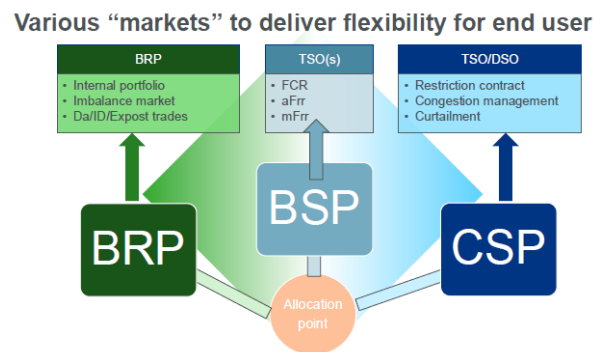 Various “markets” to deliver flexibility for end user
BRP
• Internal portfolio
• Imbalance market
• Da/ID/Expost trades
TSO(s)
• FCR
• aFrr
• mFrr
TSO/DSO
• Restriction contract
• Congestion management
• Curtailment
BRP
BSP
CSP
Allocation
point